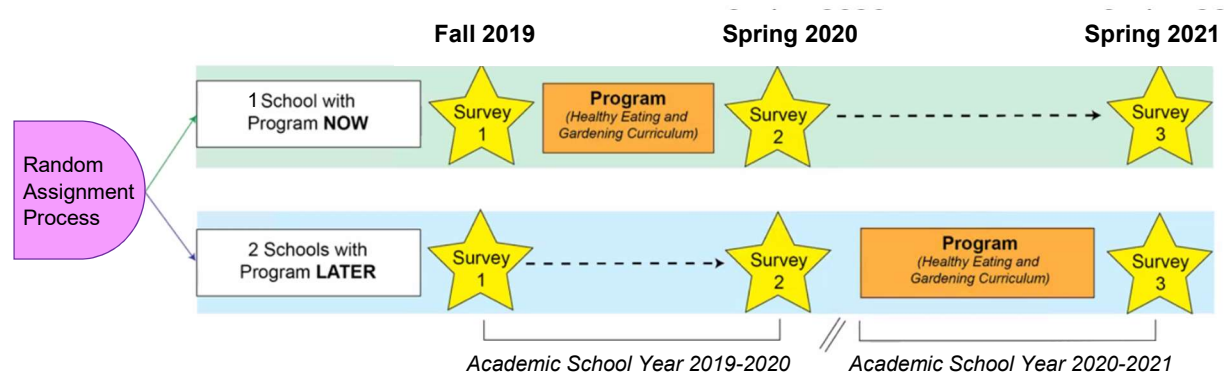 Fall 2019
Spring 2020
Spring 2021
Random
Assignment
Process
1 School with
Program NOW
Survey
1
Program
(Healthy Eating and
Gardening Curriculum)
Survey
2
Survey
3
2 Schools with
Program LATER
Survey
1
Survey
2
Program
(Healthy Eating and
Gardening Curriculum)
Survey
3
Academic School Year 2019-2020
Academic School Year 2020-2021